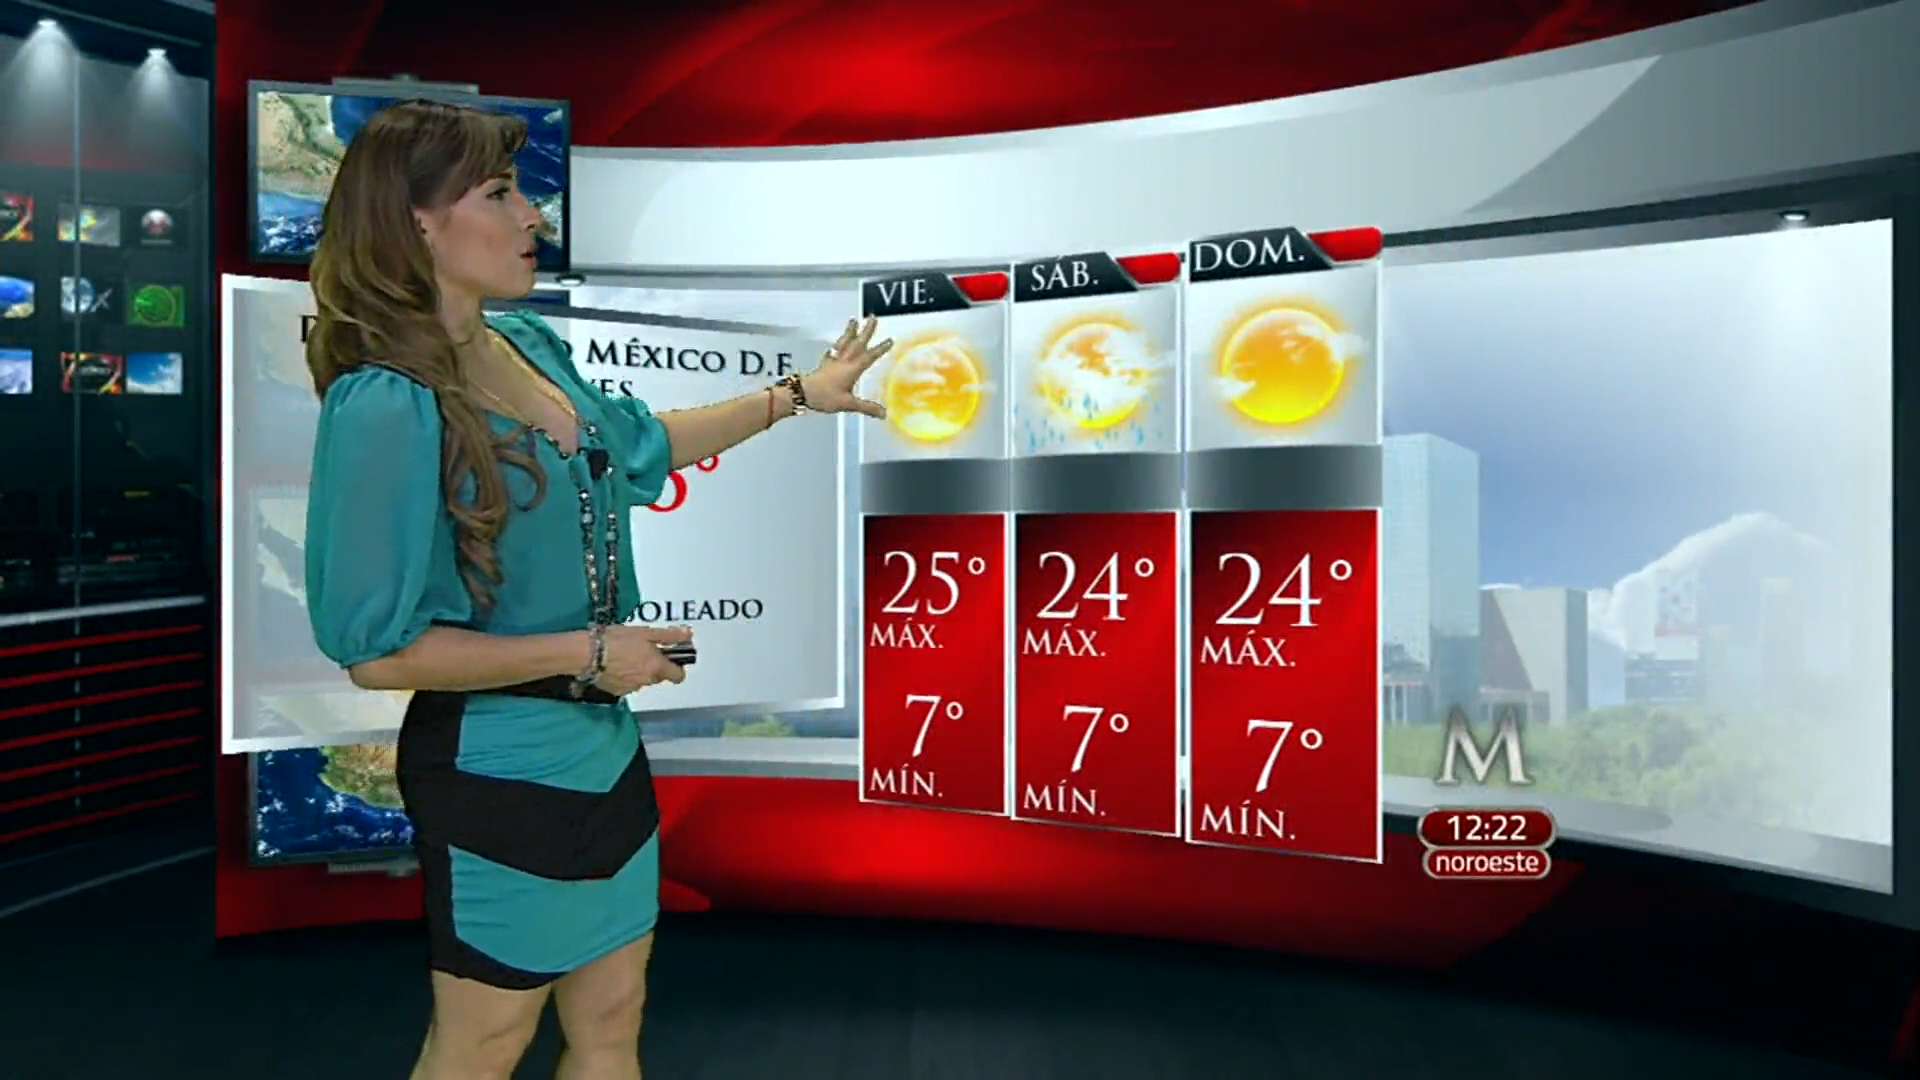 MÉXICO D.F.
VIE.
SÁB.
DOM.
25°
MÁX.
7°
MÍN.
24°
MÁX.
7°
MÍN.
24°
MÁX.
7°
MÍN.
M
12:22
noroeste